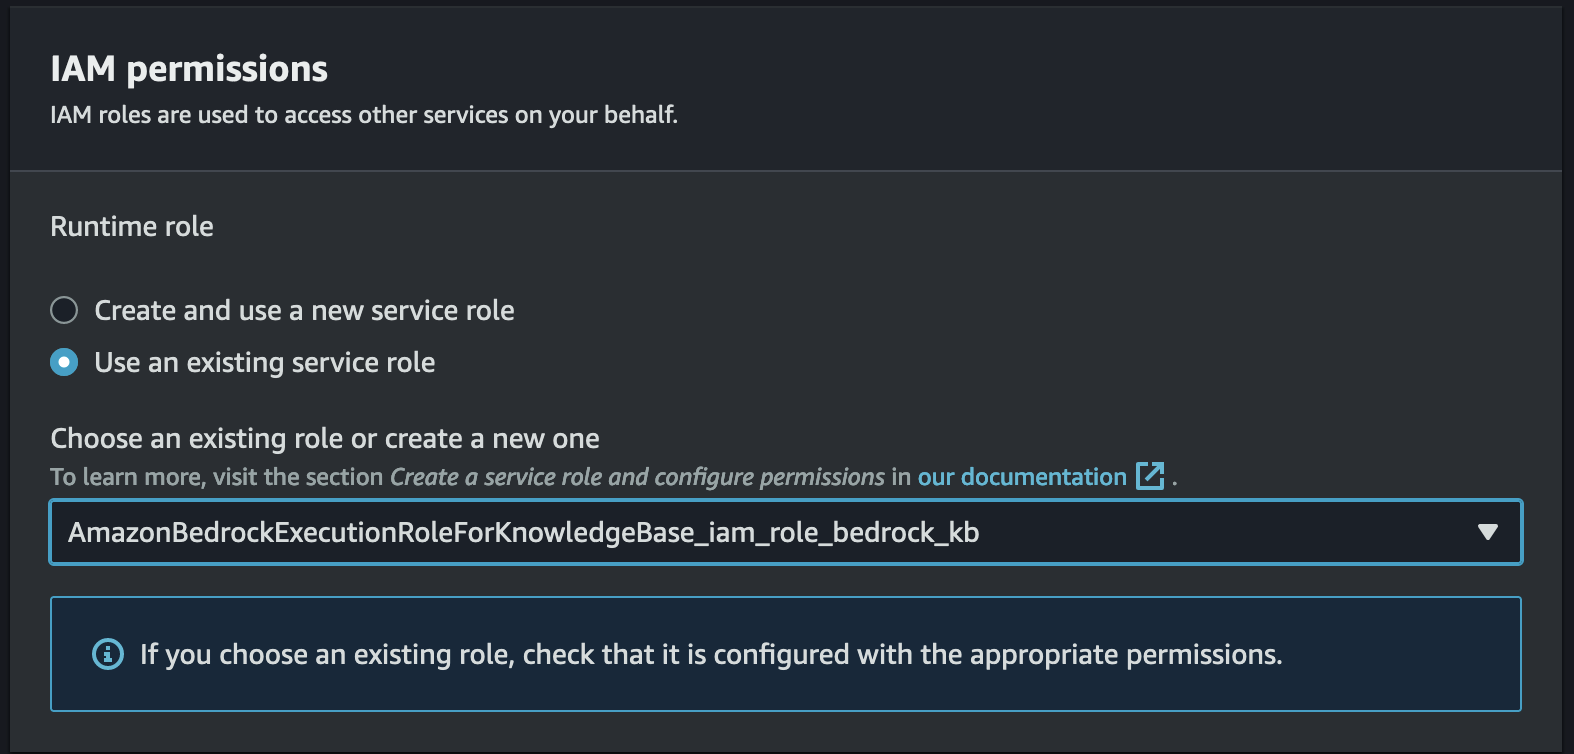 IAM permissions
IAM roles are used to access other services on your behalf.
Runtime role
Create and use a new service role
Use an existing service role
Choose an existing role or create a new one
To learn more, visit the section Create a service role and configure permissions in our documentation .
AmazonBedrockExecutionRoleForKnowledgeBase_iam_role_bedrock_kb
If you choose an existing role, check that it is configured with the appropriate permissions.